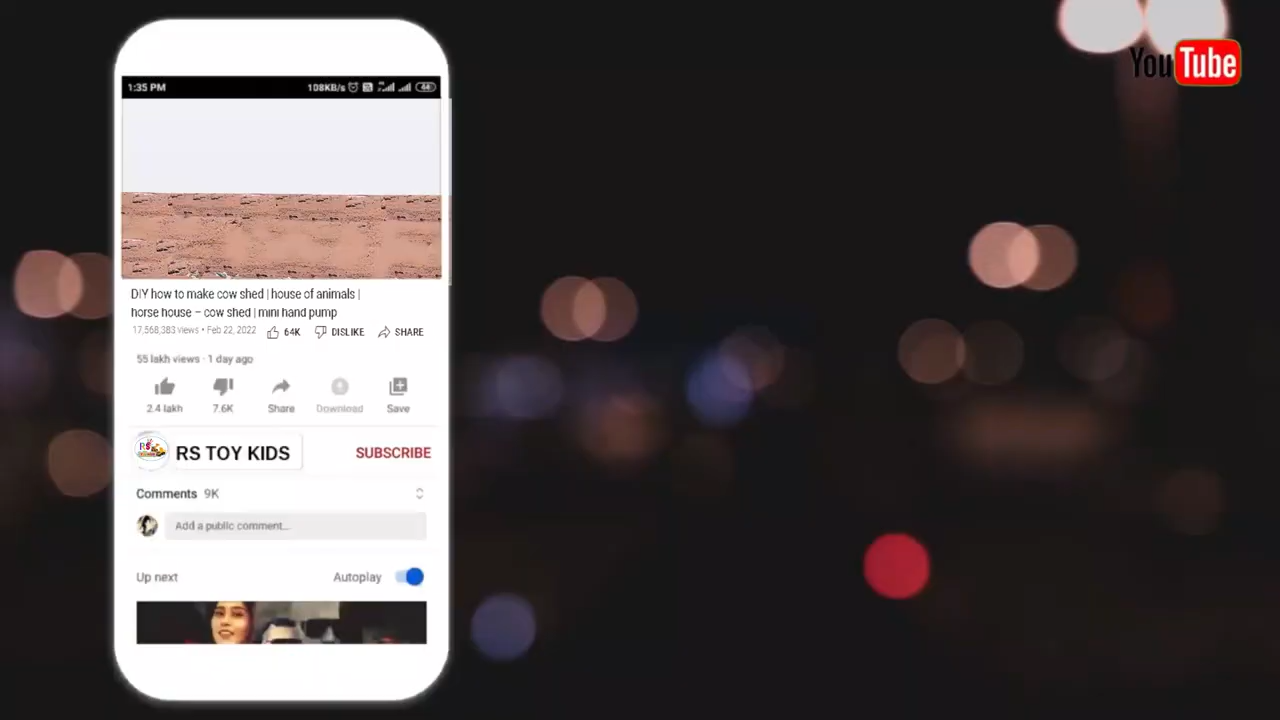 YouTube
1:35 PM 108KB/s 44
DIY how to make cow shed | house of animals |
horse house – cow shed | mini hand pump
17,568,383 views • Feb 22, 2022 64K DISLIKE SHARE
55 lakh views · 1 day ago
2.4 lakh 7.6K Share Download Save
RS TOY KIDS SUBSCRIBE
Comments 9K
Add a public comment...
Up next Autoplay